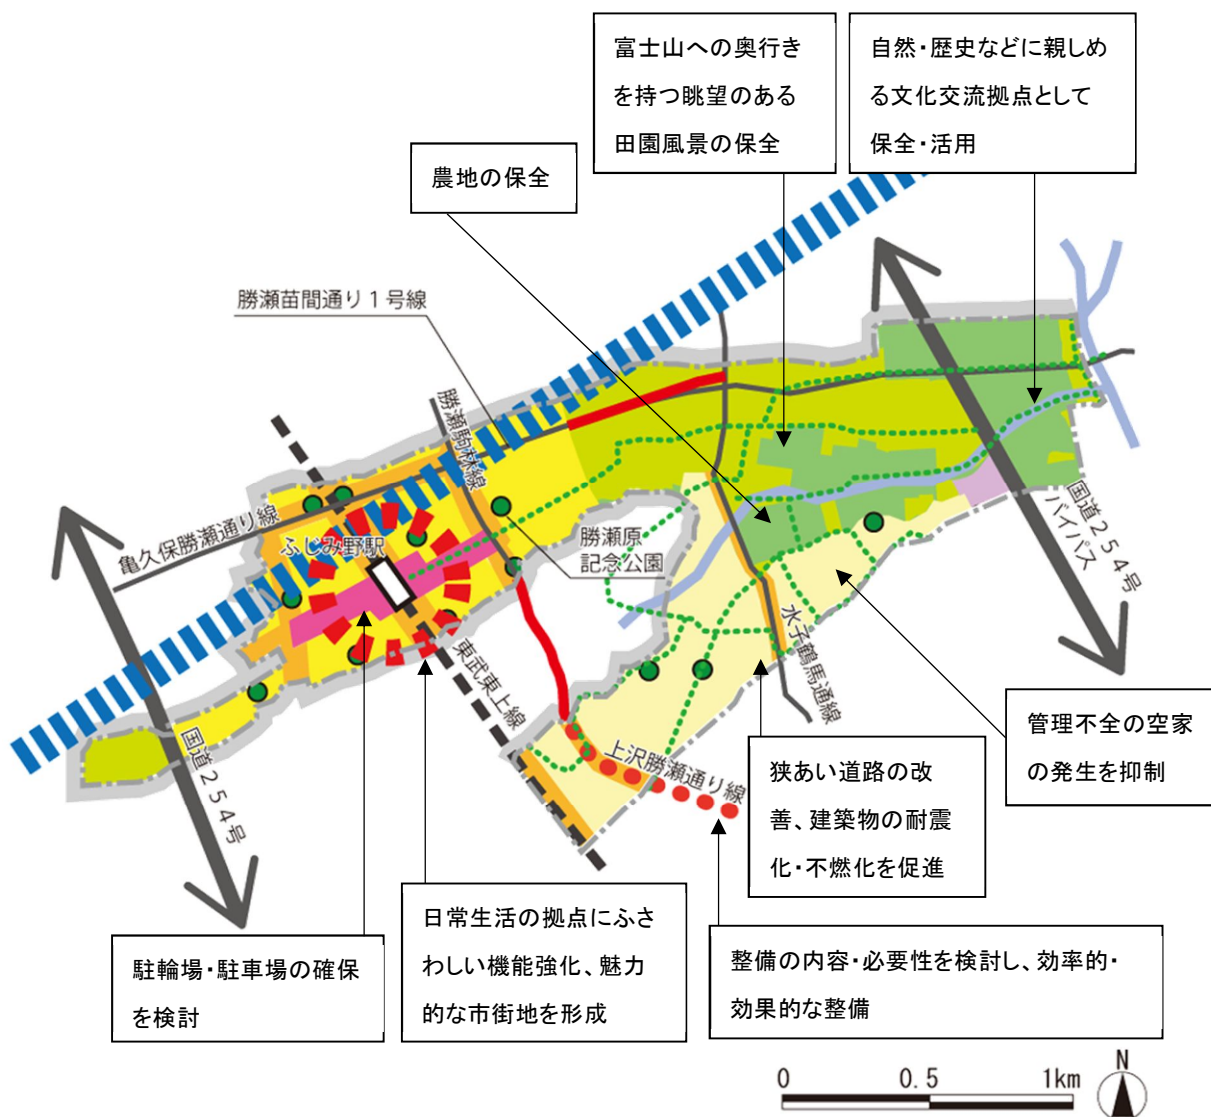 富士山への奥行き
を持つ眺望のある
田園風景の保全
自然・歴史などに親しめ
る文化交流拠点として
保全・活用
農地の保全
勝瀬苗間通り１号線
勝瀬駒林線
亀久保勝瀬通り線
ふじみ野駅
勝瀬原
記念公園
国道２５４号
バイパス
東武東上線
水子鶴馬通線
国道２５４号
上沢勝瀬通り線
管理不全の空家
の発生を抑制
狭あい道路の改
善、建築物の耐震
化・不燃化を促進
日常生活の拠点にふさ
わしい機能強化、魅力
的な市街地を形成
駐輪場・駐車場の確保
を検討
整備の内容・必要性を検討し、効率的・
効果的な整備
0 0.5 1km
N